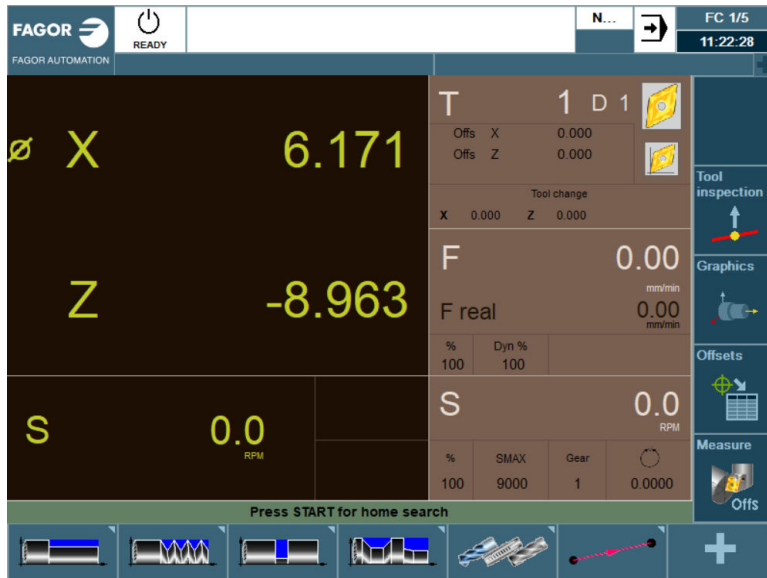 FAGOR
FAGOR AUTOMATION
READY
N...
FC 1/5
11:22:28
Ø X 6.171
Z -8.963
S 0.0
RPM
T 1 D 1
Offs X 0.000
Offs Z 0.000
Tool change
X 0.000 Z 0.000
F 0.00
mm/min
F real 0.00
mm/min
% Dyn %
100 100
S 0.0
RPM
% SMAX Gear
100 9000 1 0.0000
Tool
inspection
Graphics
Offsets
Measure
Offs
Press START for home search